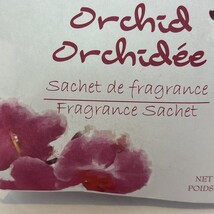 Orchid
Orchidée
Sachet de fragrance
Fragrance Sachet
NET
POIDS